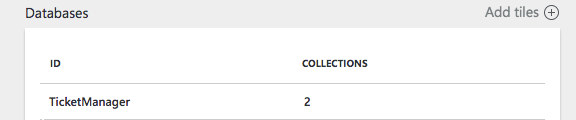 Databases
Add tiles
ID
COLLECTIONS
TicketManager
2